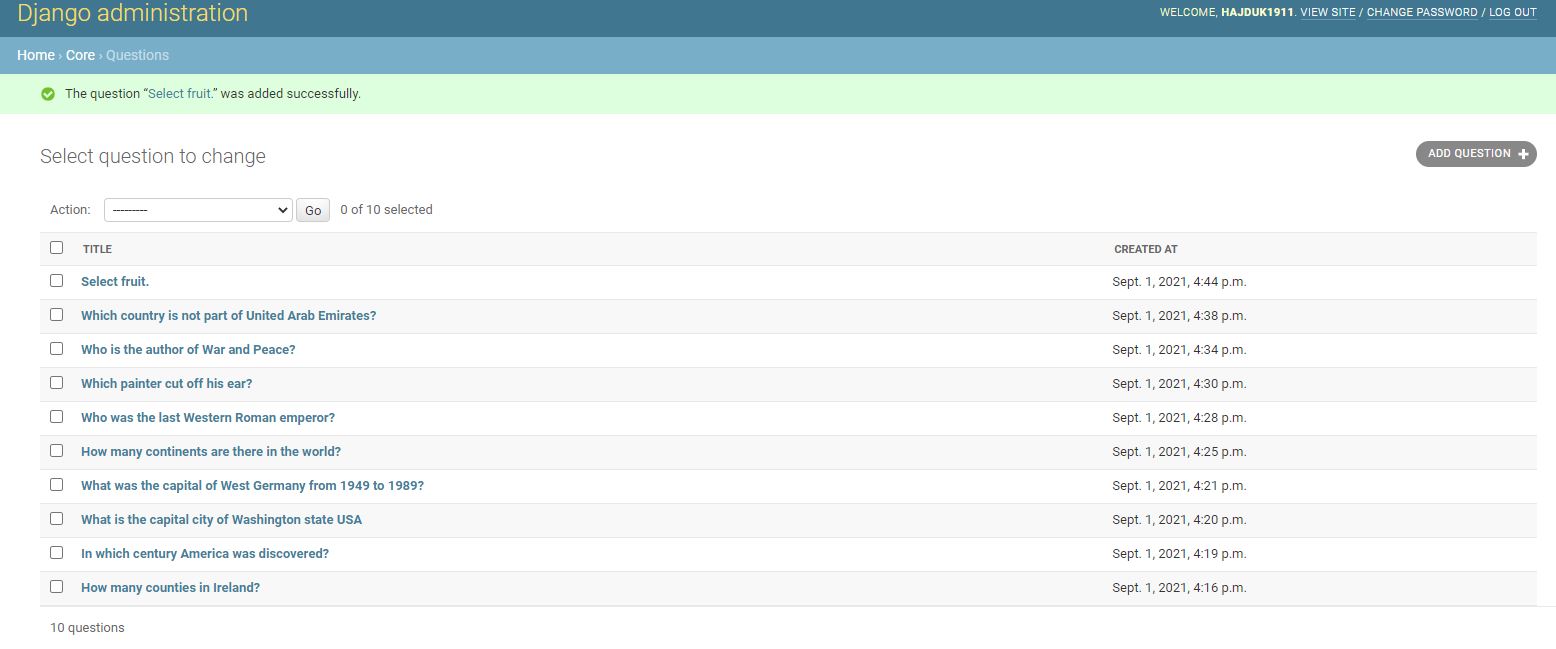 Django administration
WELCOME, HAJDUK1911. VIEW SITE / CHANGE PASSWORD / LOG OUT
Home › Core › Questions
The question “Select fruit.” was added successfully.
Select question to change
ADD QUESTION +
Action: --------- Go 0 of 10 selected
TITLE CREATED AT
Select fruit. Sept. 1, 2021, 4:44 p.m.
Which country is not part of United Arab Emirates? Sept. 1, 2021, 4:38 p.m.
Who is the author of War and Peace? Sept. 1, 2021, 4:34 p.m.
Which painter cut off his ear? Sept. 1, 2021, 4:30 p.m.
Who was the last Western Roman emperor? Sept. 1, 2021, 4:28 p.m.
How many continents are there in the world? Sept. 1, 2021, 4:25 p.m.
What was the capital of West Germany from 1949 to 1989? Sept. 1, 2021, 4:21 p.m.
What is the capital city of Washington state USA Sept. 1, 2021, 4:20 p.m.
In which century America was discovered? Sept. 1, 2021, 4:19 p.m.
How many counties in Ireland? Sept. 1, 2021, 4:16 p.m.
10 questions